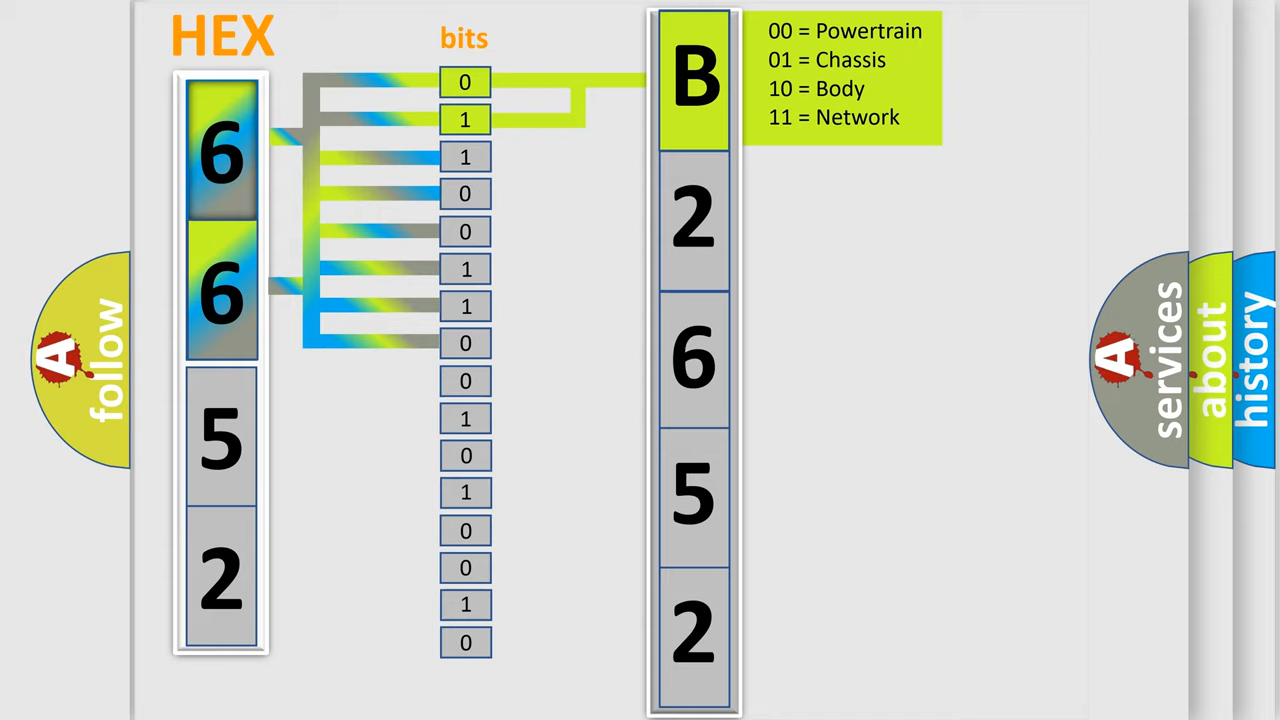 HEX
bits
6
6
5
2
0
1
1
0
0
1
1
0
0
1
0
1
0
0
1
0
B
2
6
5
2
00 = Powertrain
01 = Chassis
10 = Body
11 = Network
A
follow
A
services
about
history